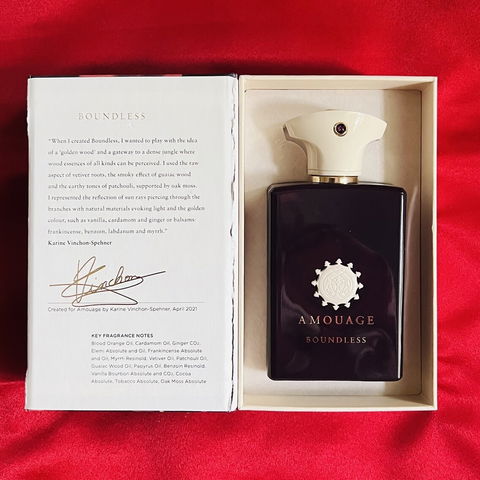 BOUNDLESS
"When I created Boundless, I wanted to play with the idea
of a 'golden wood' and a gateway to a dense jungle where
wood essences of all kinds can be perceived. I used the raw
aspect of vetiver roots, the smoky effect of guaiac wood
and the earthy tones of patchouli, supported by oak moss.
I represented the reflection of sun rays piercing through the
branches with natural materials evoking light and the golden
colour, such as vanilla, cardamom and ginger or balsams:
frankincense, benzoin, labdanum and myrrh."
Karine Vinchon-Spehner
Vinchon
Created for Amouage by Karine Vinchon-Spehner, April 2021
KEY FRAGRANCE NOTES
Blood Orange Oil, Cardamom Oil, Ginger CO2,
Elemi Absolute and Oil, Frankincense Absolute
and Oil, Myrrh Resinoid, Vetiver Oil, Patchouli Oil,
Guaiac Wood Oil, Papyrus Oil, Benzoin Resinoid,
Vanilla Bourbon Absolute and CO2, Cocoa
Absolute, Tobacco Absolute, Oak Moss Absolute
AMOUAGE
BOUNDLESS